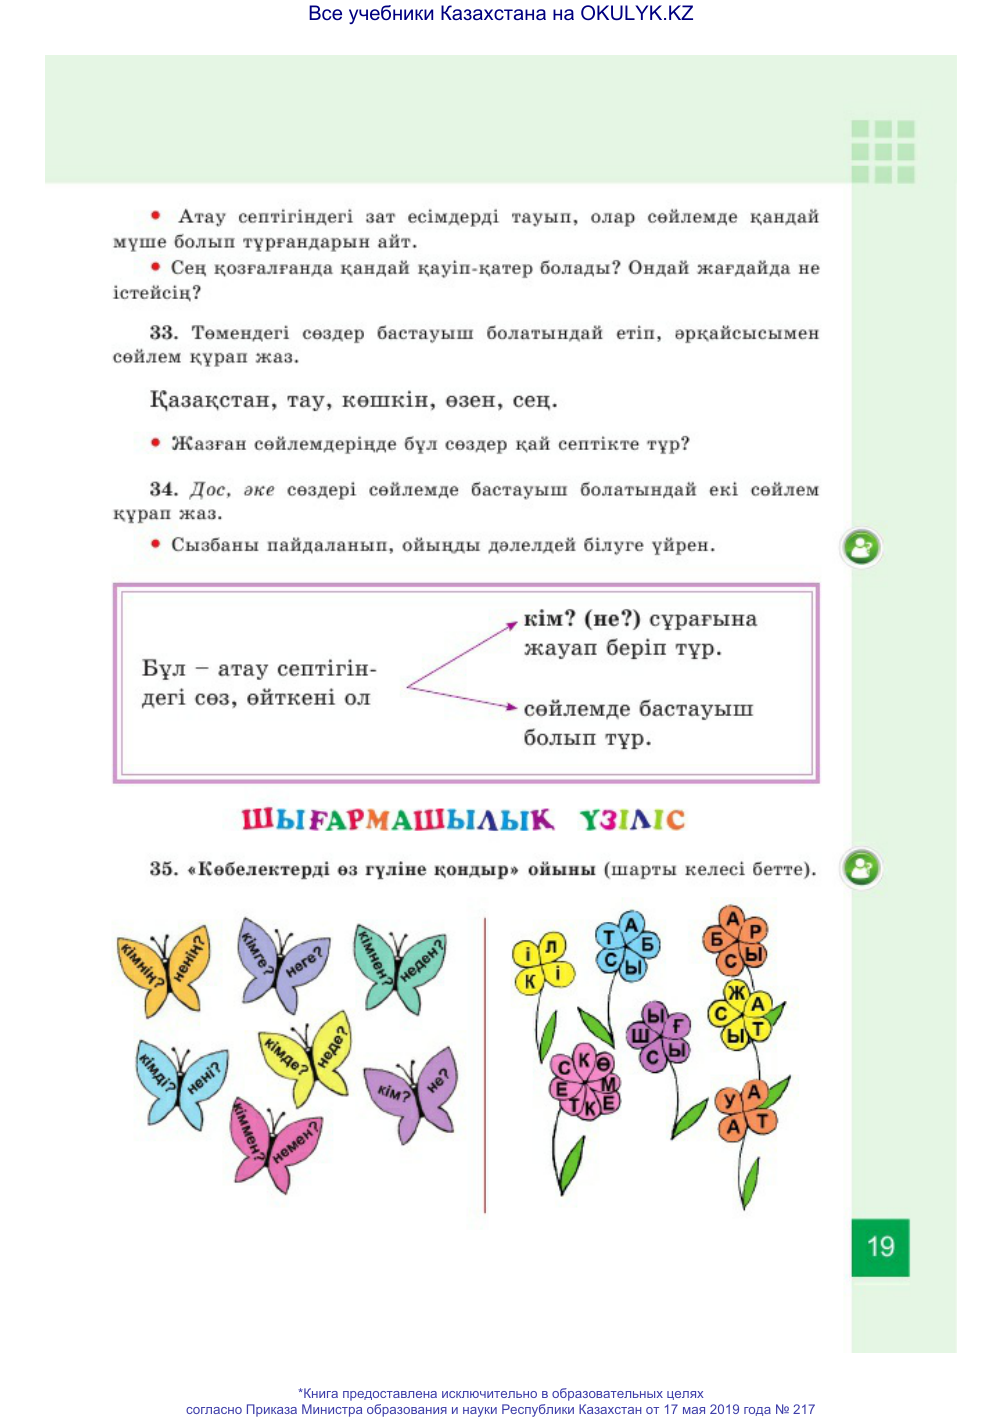 Все учебники Казахстана на OKULYK.KZ
• Атау септігіндегі зат есімдерді тауып, олар сөйлемде қандай
мүше болып тұрғандарын айт.
• Сең қозғалғанда қандай қауіп-қатер болады? Ондай жағдайда не
істейсің?
33. Төмендегі сөздер бастауыш болатындай етіп, әрқайсысымен
сөйлем құрап жаз.
Қазақстан, тау, көшкін, өзен, сең.
• Жазған сөйлемдеріңде бұл сөздер қай септікте тұр?
34. Дос, әке сөздері сөйлемде бастауыш болатындай екі сөйлем
құрап жаз.
• Сызбаны пайдаланып, ойыңды дәлелдей білуге үйрен.
Бұл – атау септігін-
дегі сөз, өйткені ол
кім? (не?) сұрағына
жауап беріп тұр.
сөйлемде бастауыш
болып тұр.
ШЫҒАРМАШЫЛЫҚ ҮЗІЛІС
35. «Көбелектерді өз гүліне қондыр» ойыны (шарты келесі бетте).
кімнің? ненің?
кімге? неге?
кімнен? неден?
кімді? нені?
кімде? неде?
кім? не?
кіммен? немен?
І Л І К
Т А Б Ы С
Б А Р Ы С
Ж А Т Ы С
Ш Ы Ғ Ы С
К Ө М Е К Т Е С
А Т А У
19
*Книга предоставлена исключительно в образовательных целях
согласно Приказа Министра образования и науки Республики Казахстан от 17 мая 2019 года № 217